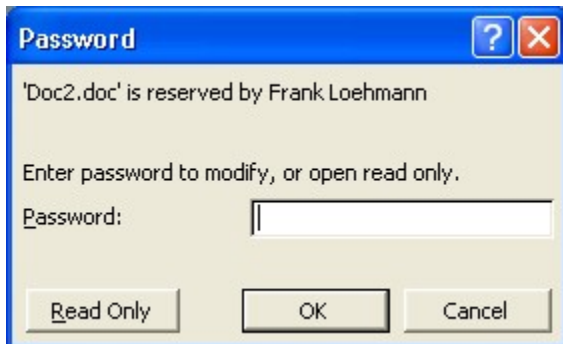 Password
?
'Doc2.doc' is reserved by Frank Loehmann
Enter password to modify, or open read only.
Password:
Read Only OK Cancel